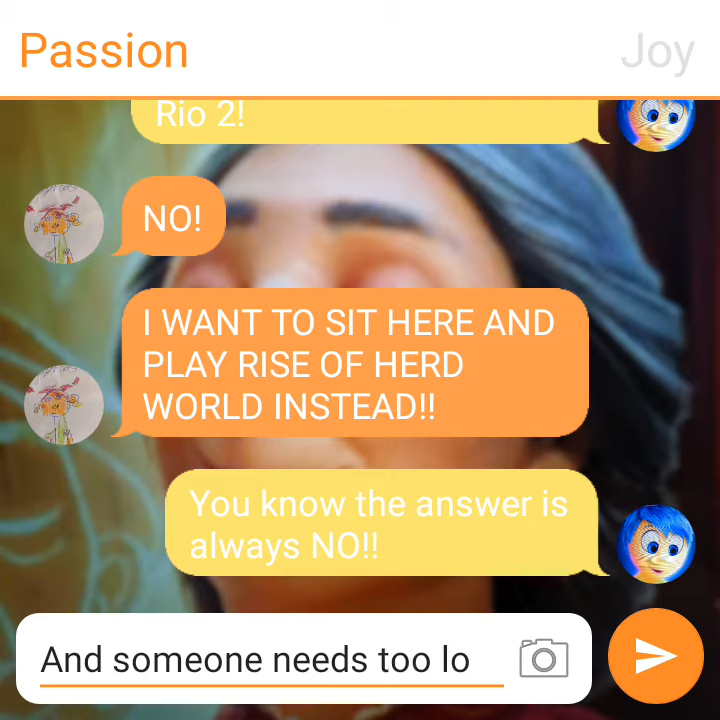 Passion
Joy
Rio 2!
NO!
I WANT TO SIT HERE AND
PLAY RISE OF HERD
WORLD INSTEAD!!
You know the answer is
always NO!!
And someone needs too lo